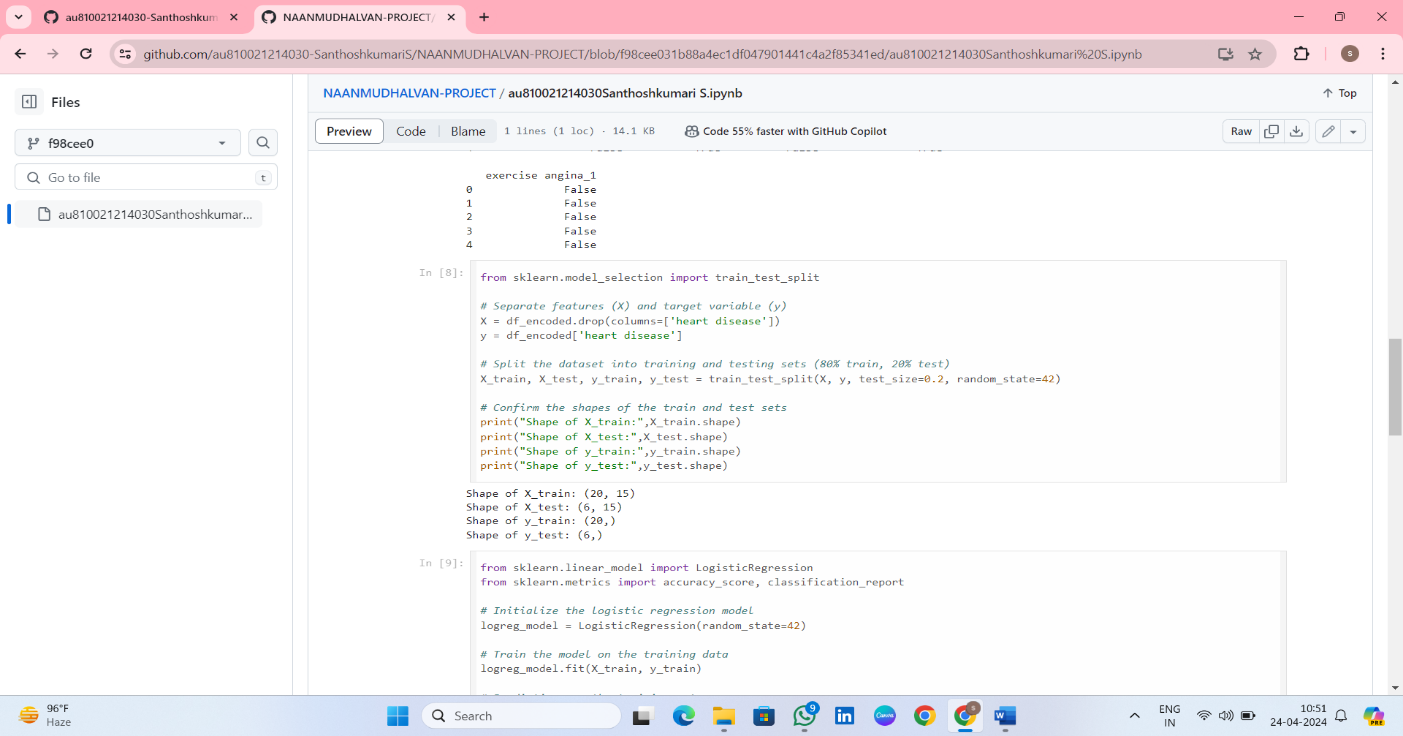 au810021214030-Santhoshkum
NAANMUDHALVAN-PROJECT/
github.com/au810021214030-SanthoshkumariS/NAANMUDHALVAN-PROJECT/blob/f98cee031b88a4ec1df047901441c4a2f85341ed/au810021214030Santhoshkumari%20S.ipynb
S
Files
f98cee0
Go to file
t
au810021214030Santhoshkumar...
NAANMUDHALVAN-PROJECT / au810021214030Santhoshkumari S.ipynb
Top
Preview
Code
Blame
1 lines (1 loc) · 14.1 KB
Code 55% faster with GitHub Copilot
Raw
exercise angina_1
0 False
1 False
2 False
3 False
4 False
In [8]:
from sklearn.model_selection import train_test_split
# Separate features (X) and target variable (y)
X = df_encoded.drop(columns=['heart disease'])
y = df_encoded['heart disease']
# Split the dataset into training and testing sets (80% train, 20% test)
X_train, X_test, y_train, y_test = train_test_split(X, y, test_size=0.2, random_state=42)
# Confirm the shapes of the train and test sets
print("Shape of X_train:",X_train.shape)
print("Shape of X_test:",X_test.shape)
print("Shape of y_train:",y_train.shape)
print("Shape of y_test:",y_test.shape)
Shape of X_train: (20, 15)
Shape of X_test: (6, 15)
Shape of y_train: (20,)
Shape of y_test: (6,)
In [9]:
from sklearn.linear_model import LogisticRegression
from sklearn.metrics import accuracy_score, classification_report
# Initialize the logistic regression model
logreg_model = LogisticRegression(random_state=42)
# Train the model on the training data
logreg_model.fit(X_train, y_train)
96°F
Haze
Search
9
Canva
S
ENG
IN
10:51
24-04-2024
PRE